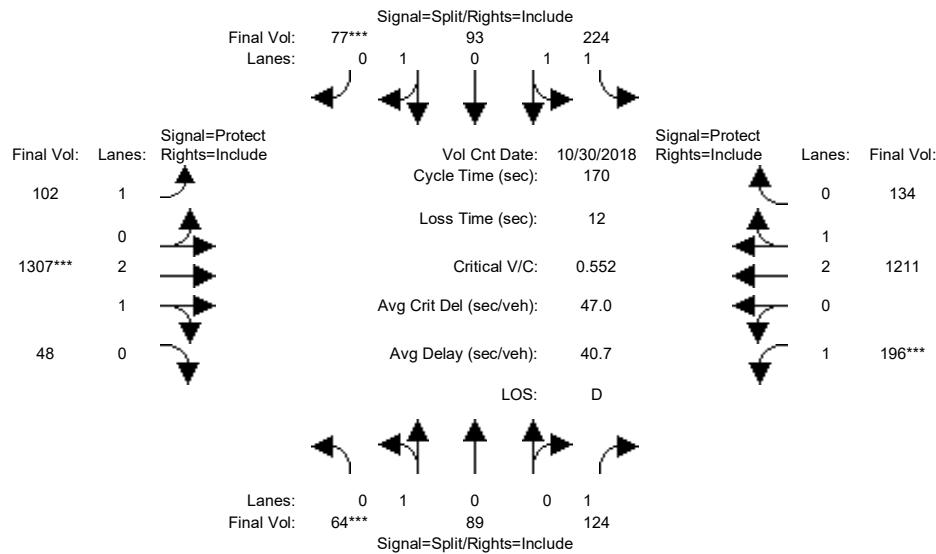 Signal=Split/Rights=Include
Final Vol: 77*** 93 224
Lanes: 0 1 0 1 1
Signal=Protect Signal=Protect
Final Vol: Lanes: Rights=Include Vol Cnt Date: 10/30/2018 Rights=Include Lanes: Final Vol:
Cycle Time (sec): 170
102 1 0 134
Loss Time (sec): 12
0 1
1307*** 2 Critical V/C: 0.552 2 1211
1 Avg Crit Del (sec/veh): 47.0 0
48 0 Avg Delay (sec/veh): 40.7 1 196***
LOS: D
Lanes: 0 1 0 0 1
Final Vol: 64*** 89 124
Signal=Split/Rights=Include